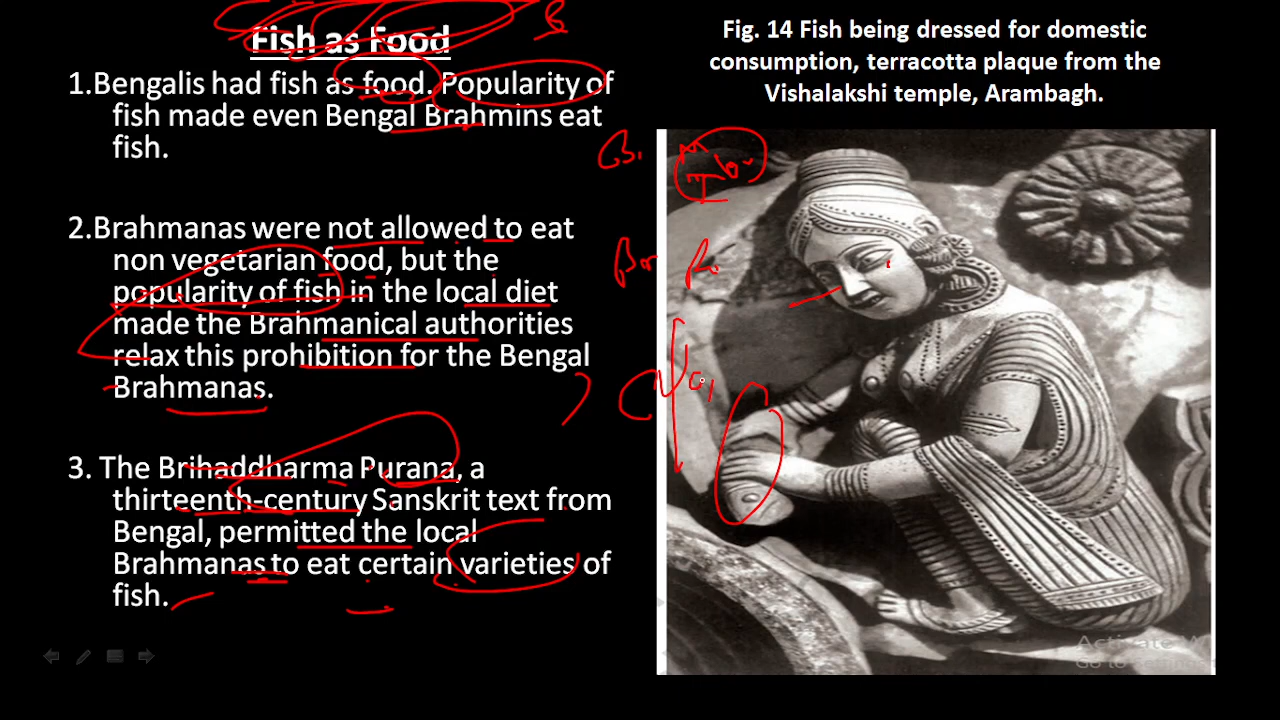 Fish as Food
1.Bengalis had fish as food. Popularity of
fish made even Bengal Brahmins eat
fish.
2.Brahmanas were not allowed to eat
non vegetarian food, but the
popularity of fish in the local diet
made the Brahmanical authorities
relax this prohibition for the Bengal
Brahmanas.
3. The Brihaddharma Purana, a
thirteenth-century Sanskrit text from
Bengal, permitted the local
Brahmanas to eat certain varieties of
fish.
Fig. 14 Fish being dressed for domestic
consumption, terracotta plaque from the
Vishalakshi temple, Arambagh.